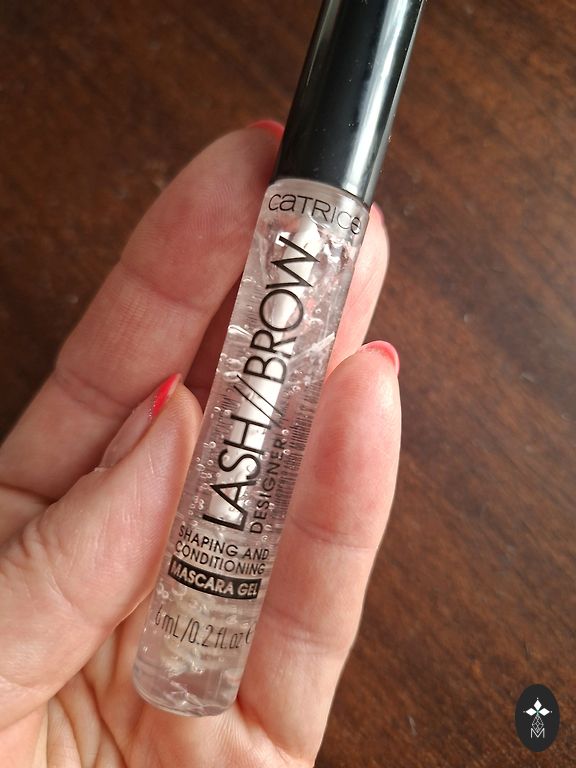 CATRICE
LASH//BROW
DESIGNER
SHAPING AND
CONDITIONING
MASCARA GEL
6 mL/0.2 fl.oz
M